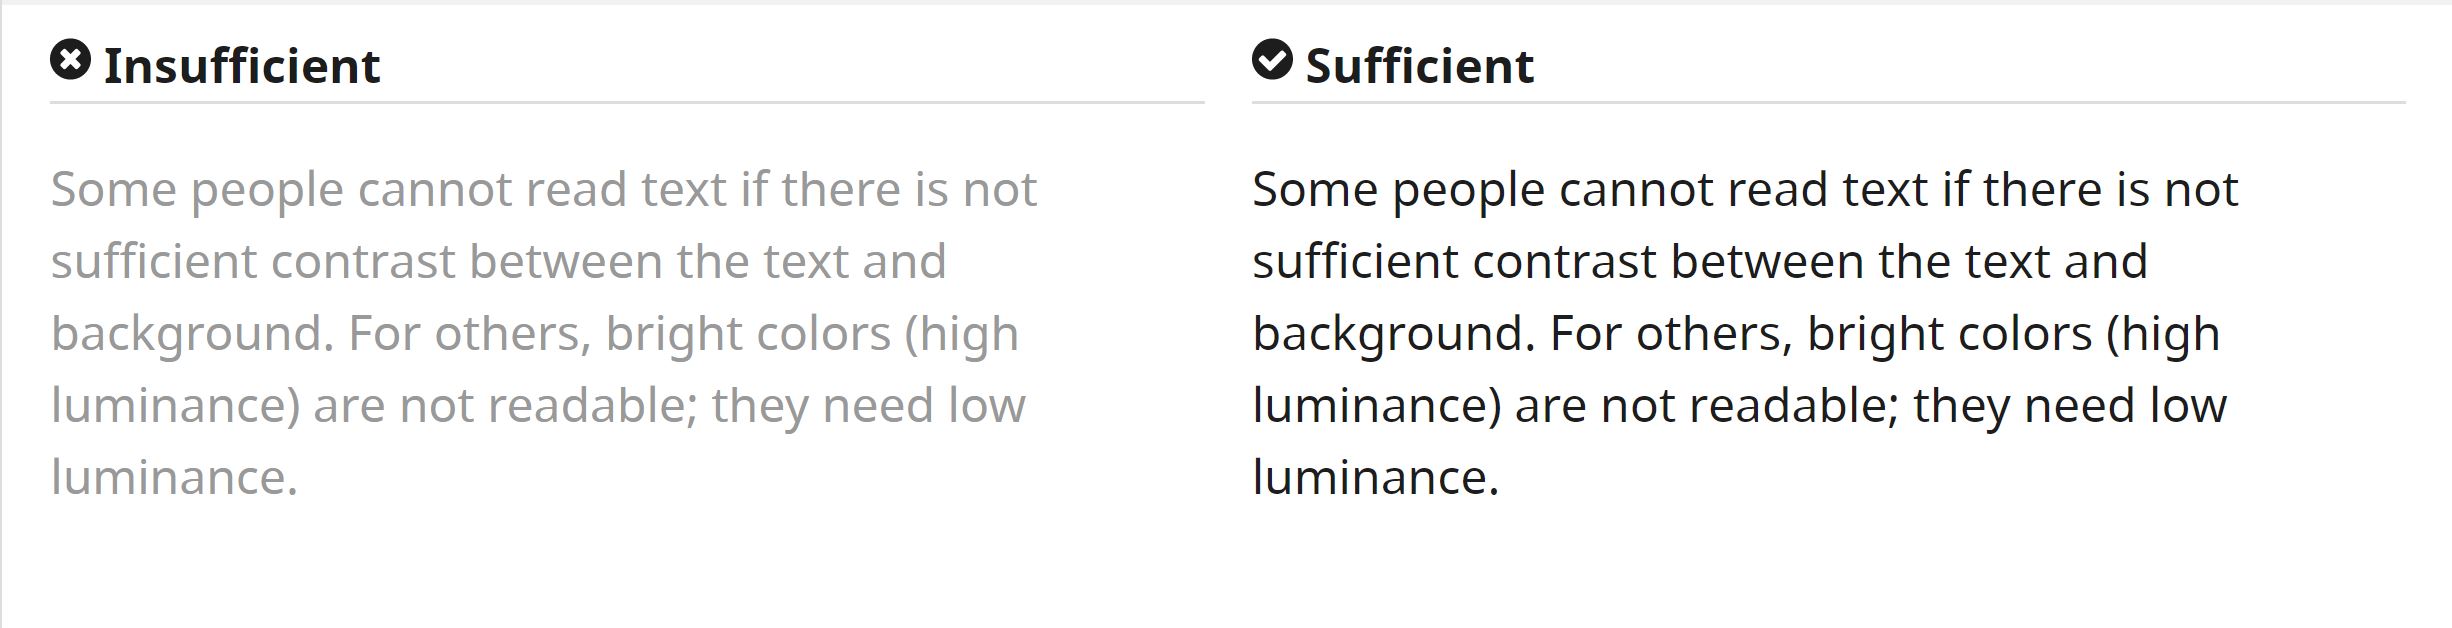 Insufficient
Some people cannot read text if there is not
sufficient contrast between the text and
background. For others, bright colors (high
luminance) are not readable; they need low
luminance.
Sufficient
Some people cannot read text if there is not
sufficient contrast between the text and
background. For others, bright colors (high
luminance) are not readable; they need low
luminance.